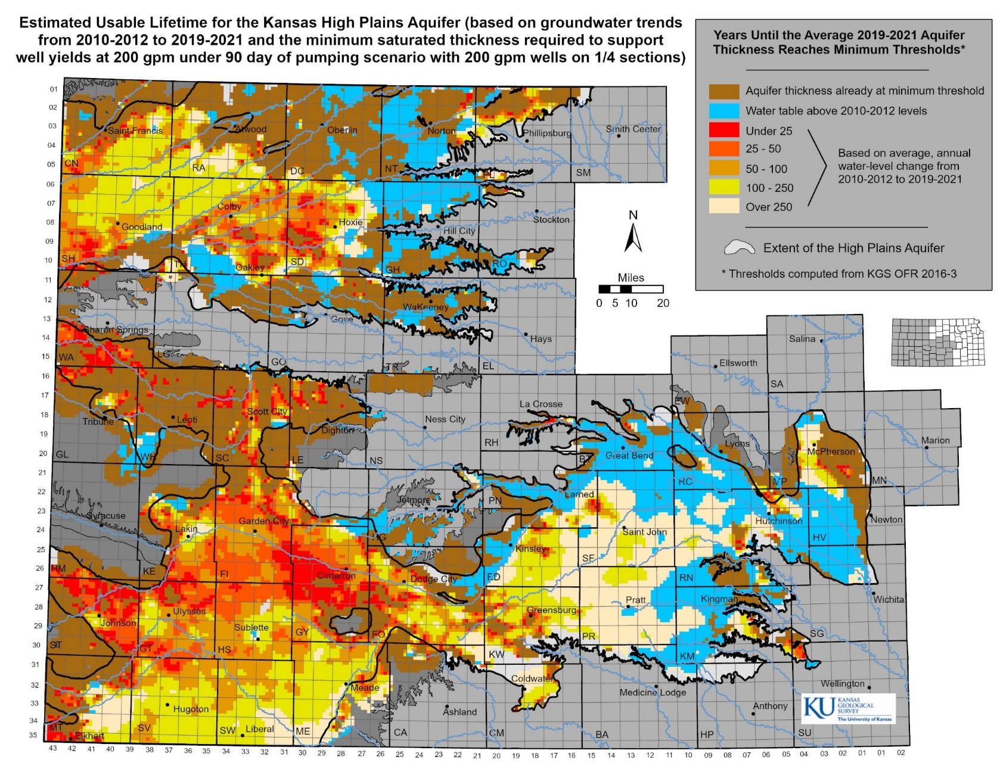 Estimated Usable Lifetime for the Kansas High Plains Aquifer (based on groundwater trends
from 2010-2012 to 2019-2021 and the minimum saturated thickness required to support
well yields at 200 gpm under 90 day of pumping scenario with 200 gpm wells on 1/4 sections)
Years Until the Average 2019-2021 Aquifer
Thickness Reaches Minimum Thresholds*
Aquifer thickness already at minimum threshold
Water table above 2010-2012 levels
Under 25
25 - 50
50 - 100
100 - 250
Over 250
Based on average, annual
water-level change from
2010-2012 to 2019-2021
Extent of the High Plains Aquifer
* Thresholds computed from KGS OFR 2016-3
N
Miles
0 5 10 20
01
02
03
04
05
06
07
08
09
10
11
12
13
14
15
16
17
18
19
20
21
22
23
24
25
26
27
28
29
30
31
32
33
34
35
Saint Francis
Atwood
Oberlin
Norton
Phillipsburg
Smith Center
CN
RA
DC
NT
PL
SM
Colby
Goodland
Hoxie
Hill City
Stockton
SH
TH
Oakley
SD
GH
RO
WaKeeney
Gove
Sharon Springs
Hays
WA
LG
GO
TR
EL
Ellsworth
Salina
SA
EW
Tribune
Leoti
Scott City
Dighton
Ness City
La Crosse
RH
GL
WH
SC
LE
NS
BT
Great Bend
Lyons
McPherson
Marion
RC
MP
MN
Larned
Jetmore
PN
Syracuse
Lakin
Garden City
HG
Kinsley
Saint John
Hutchinson
Newton
HV
SF
HM
KE
FI
Cimarron
Dodge City
ED
RN
Pratt
Kingman
Wichita
Ulysses
Johnson
Greensburg
Sublette
GY
FO
ST
GT
HS
PR
SG
KW
KM
Coldwater
Meade
Medicine Lodge
Wellington
Hugoton
Ashland
Anthony
MT
Elkhart
SV
SW
Liberal
ME
CA
CM
BA
HP
SU
KU
KANSAS
GEOLOGICAL
SURVEY
The University of Kansas
43 42 41 40 39 38 37 36 35 34 33 32 31 30 29 28 27 26 25 24 23 22 21 20 19 18 17 16 15 14 13 12 11 10 09 08 07 06 05 04 03 02 01 01 02